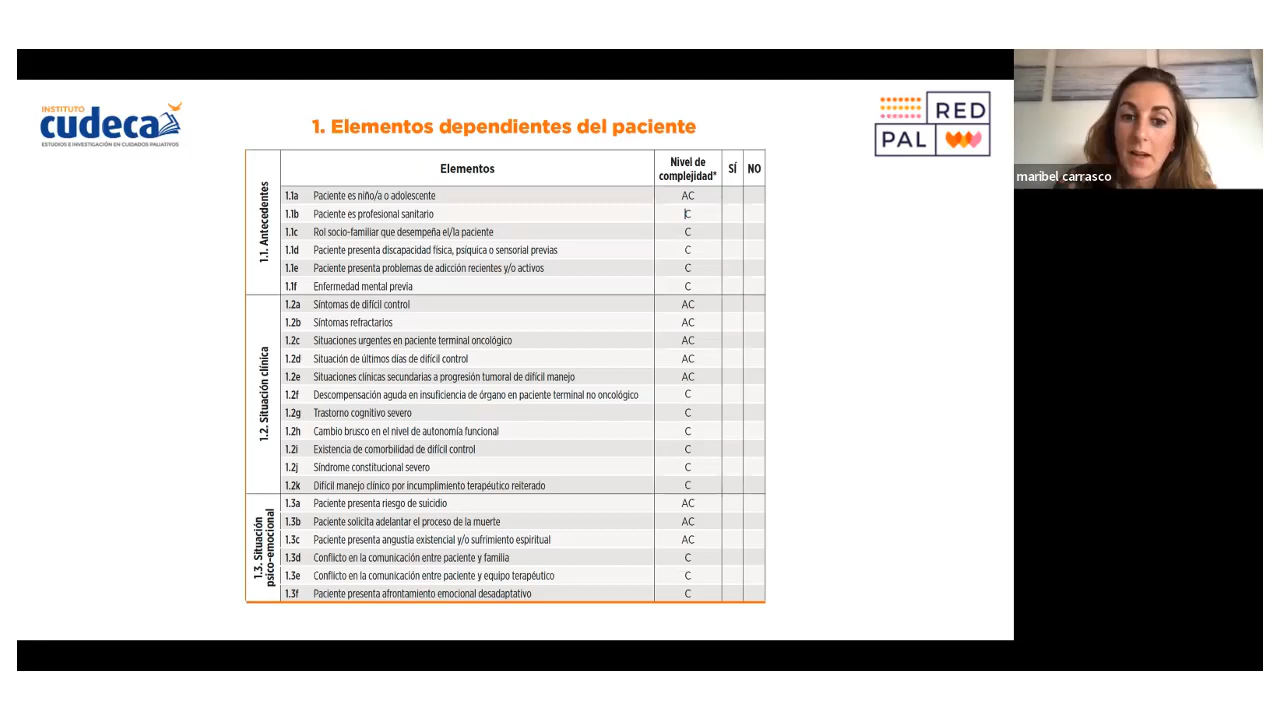 INSTITUTO
cudeca
ESTUDIOS E INVESTIGACIÓN EN CUIDADOS PALIATIVOS
1. Elementos dependientes del paciente
RED
PAL
maribel carrasco
Elementos
Nivel de
complejidad*
SÍ
NO
1.1. Antecedentes
1.1a Paciente es niño/a o adolescente AC
1.1b Paciente es profesional sanitario C
1.1c Rol socio-familiar que desempeña el/la paciente C
1.1d Paciente presenta discapacidad física, psíquica o sensorial previas C
1.1e Paciente presenta problemas de adicción recientes y/o activos C
1.1f Enfermedad mental previa C
1.2. Situación clínica
1.2a Síntomas de difícil control AC
1.2b Síntomas refractarios AC
1.2c Situaciones urgentes en paciente terminal oncológico AC
1.2d Situación de últimos días de difícil control AC
1.2e Situaciones clínicas secundarias a progresión tumoral de difícil manejo AC
1.2f Descompensación aguda en insuficiencia de órgano en paciente terminal no oncológico C
1.2g Trastorno cognitivo severo C
1.2h Cambio brusco en el nivel de autonomía funcional C
1.2i Existencia de comorbilidad de difícil control C
1.2j Síndrome constitucional severo C
1.2k Difícil manejo clínico por incumplimiento terapéutico reiterado C
1.3. Situación
psico-emocional
1.3a Paciente presenta riesgo de suicidio AC
1.3b Paciente solicita adelantar el proceso de la muerte AC
1.3c Paciente presenta angustia existencial y/o sufrimiento espiritual AC
1.3d Conflicto en la comunicación entre paciente y familia C
1.3e Conflicto en la comunicación entre paciente y equipo terapéutico C
1.3f Paciente presenta afrontamiento emocional desadaptativo C